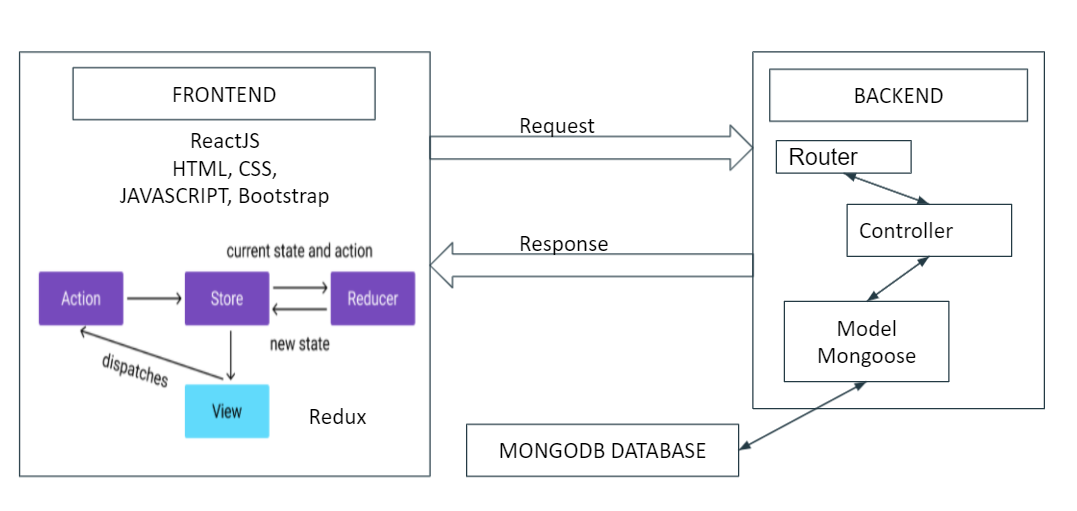 FRONTEND
ReactJS
HTML, CSS,
JAVASCRIPT, Bootstrap
current state and action
Action
Store
Reducer
new state
dispatches
View
Redux
Request
Response
BACKEND
Router
Controller
Model
Mongoose
MONGODB DATABASE